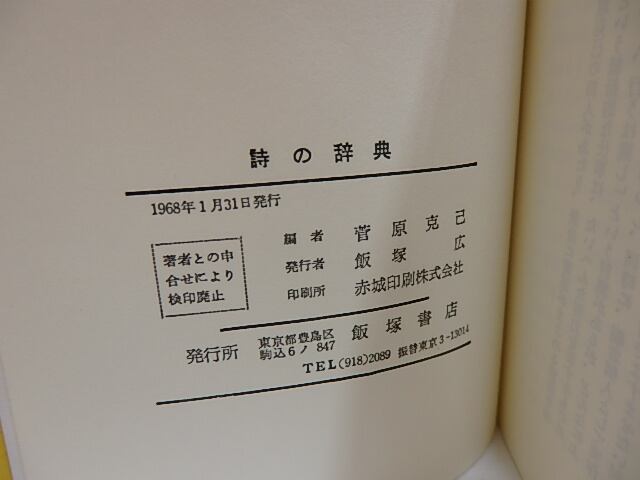 詩の辞典
1968年1月31日発行
著者との申
合せにより
検印廃止
編者 菅原克己
発行者 飯塚広
印刷所 赤城印刷株式会社
発行所 東京都豊島区
駒込6ノ847
飯塚書店
TEL(918)2089 振替東京3-13014